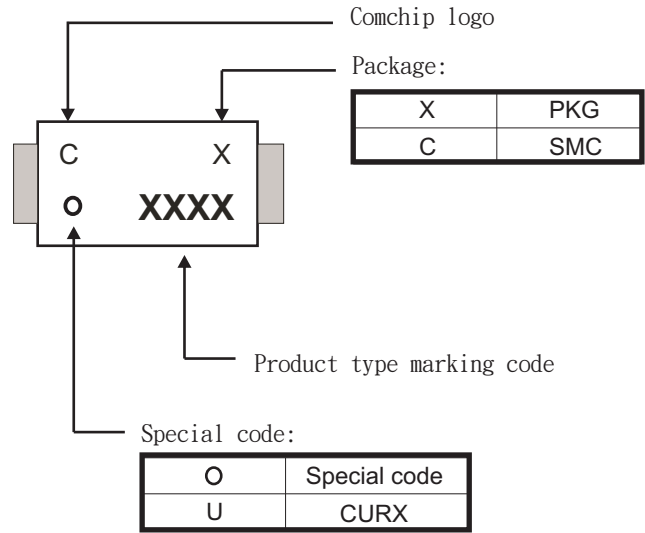 Comchip logo
Package:
X PKG
C SMC
C X
O XXXX
Product type marking code
Special code:
O Special code
U CURX